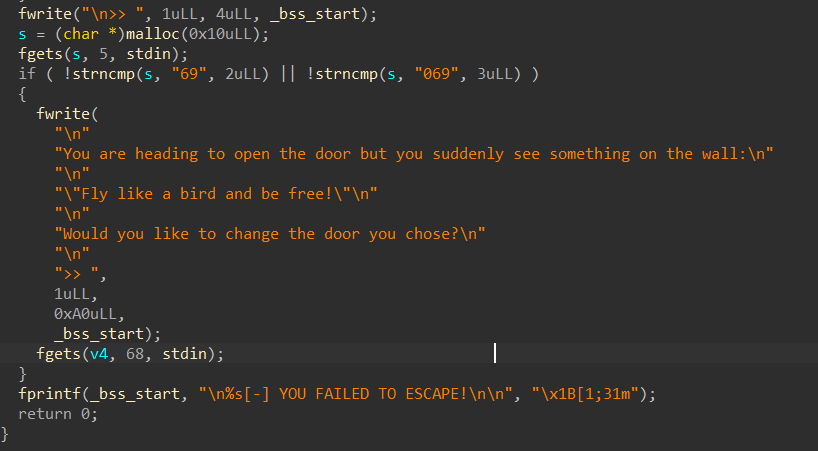 fwrite("\n>> ", 1uLL, 4uLL, _bss_start);
s = (char *)malloc(0x10uLL);
fgets(s, 5, stdin);
if ( !strncmp(s, "69", 2uLL) || !strncmp(s, "069", 3uLL) )
{
fwrite(
"\n"
"You are heading to open the door but you suddenly see something on the wall:\n"
"\n"
"\"Fly like a bird and be free!\"\n"
"\n"
"Would you like to change the door you chose?\n"
"\n"
">> ",
1uLL,
0xA0uLL,
_bss_start);
fgets(v4, 68, stdin);
}
fprintf(_bss_start, "\n%s[-] YOU FAILED TO ESCAPE!\n\n", "\x1B[1;31m");
return 0;
}